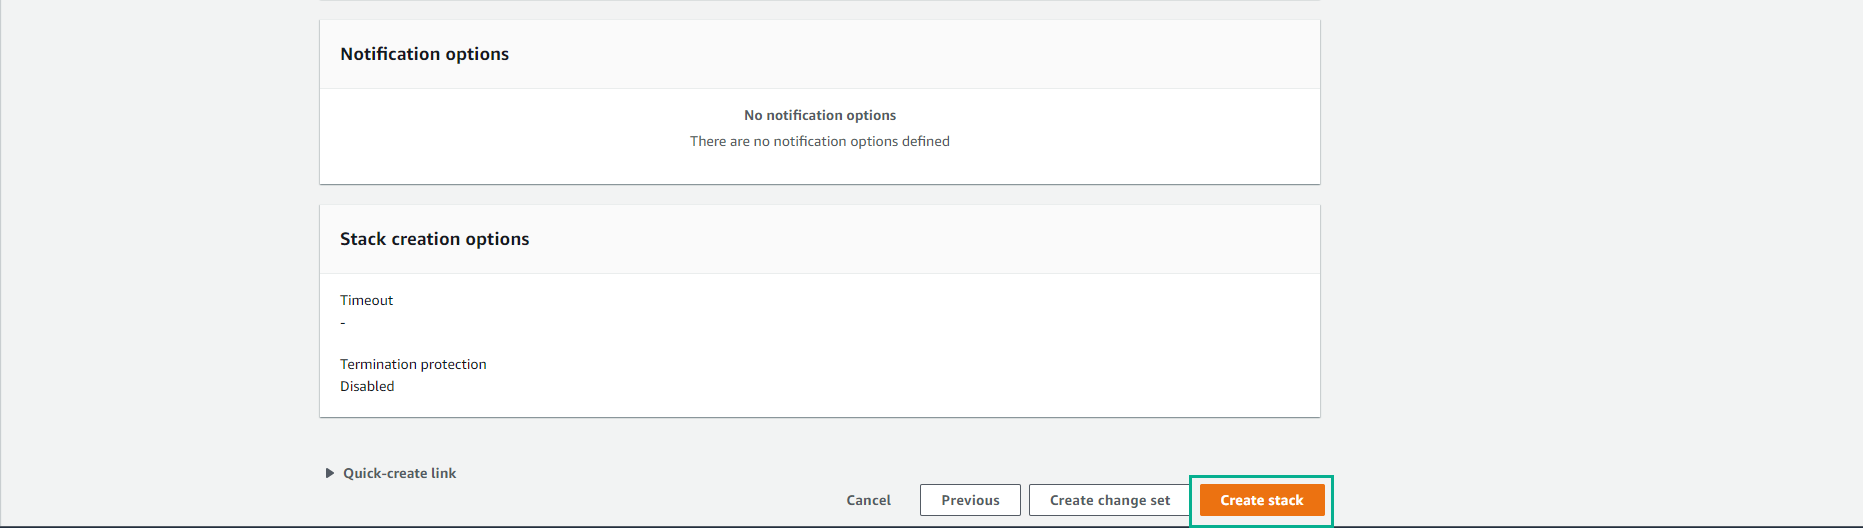 Notification options
No notification options
There are no notification options defined
Stack creation options
Timeout
-
Termination protection
Disabled
Quick-create link
Cancel
Previous
Create change set
Create stack